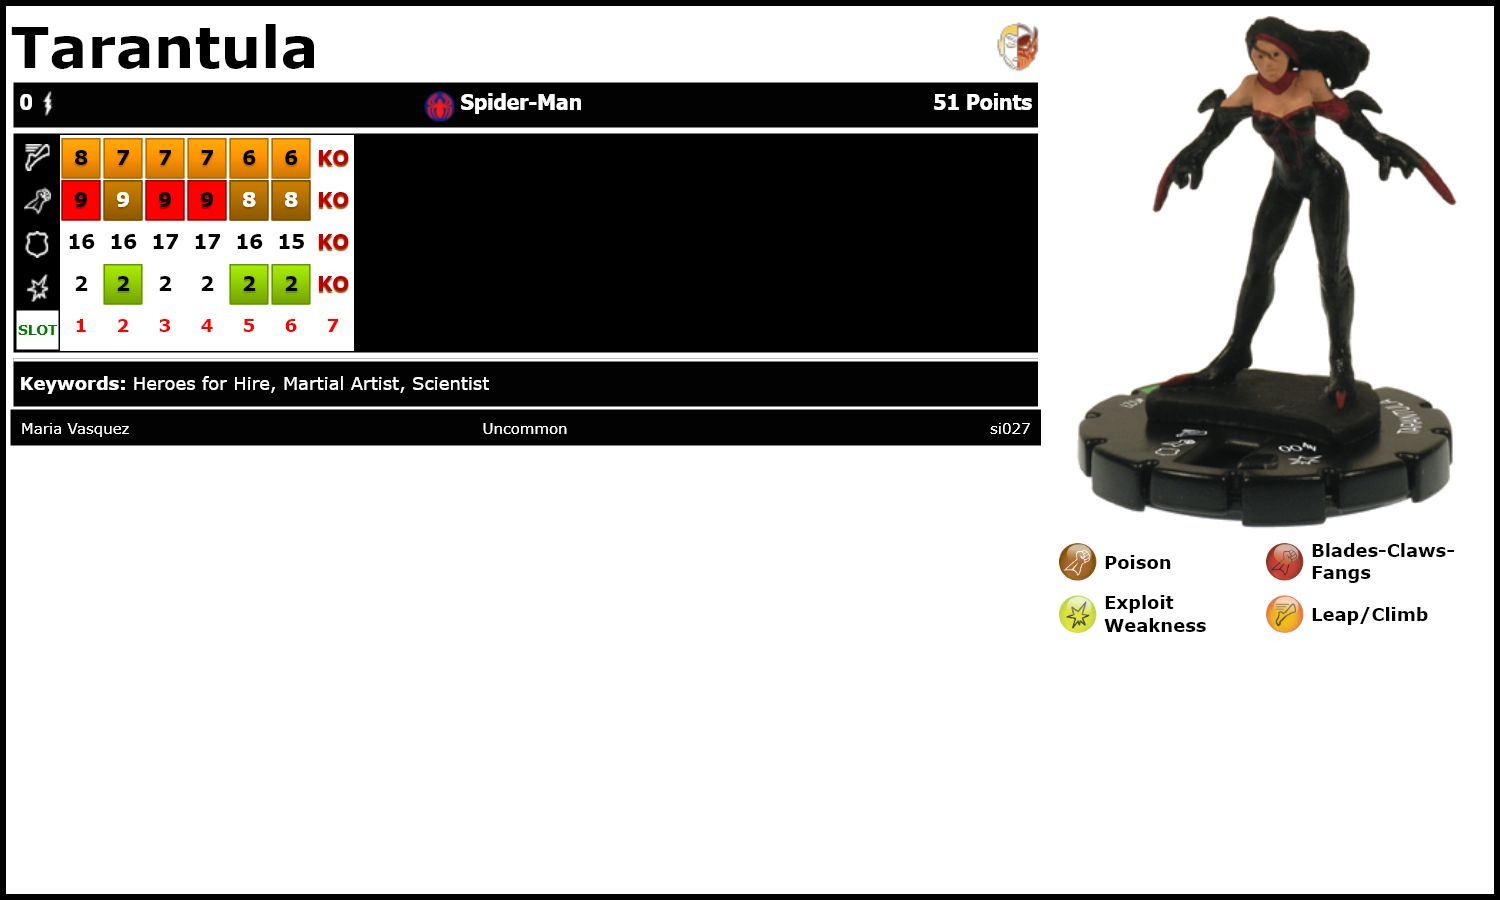 Tarantula
0 Spider-Man 51 Points
8 7 7 7 6 6 KO
9 9 9 9 8 8 KO
16 16 17 17 16 15 KO
2 2 2 2 2 2 KO
SLOT 1 2 3 4 5 6 7
Keywords: Heroes for Hire, Martial Artist, Scientist
Maria Vasquez Uncommon si027
TARANTULA
Poison
Blades-Claws-
Fangs
Exploit
Weakness
Leap/Climb